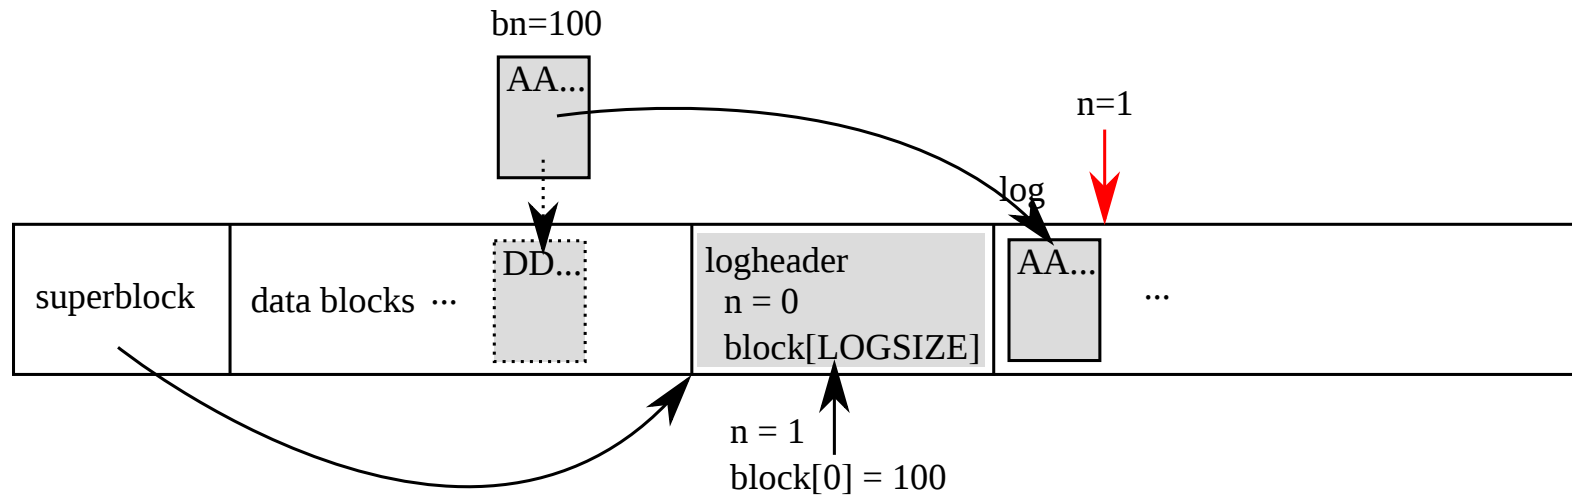 bn=100
AA...
n=1
log
superblock
data blocks ...
DD...
logheader
n = 0
block[LOGSIZE]
AA...
...
n = 1
block[0] = 100